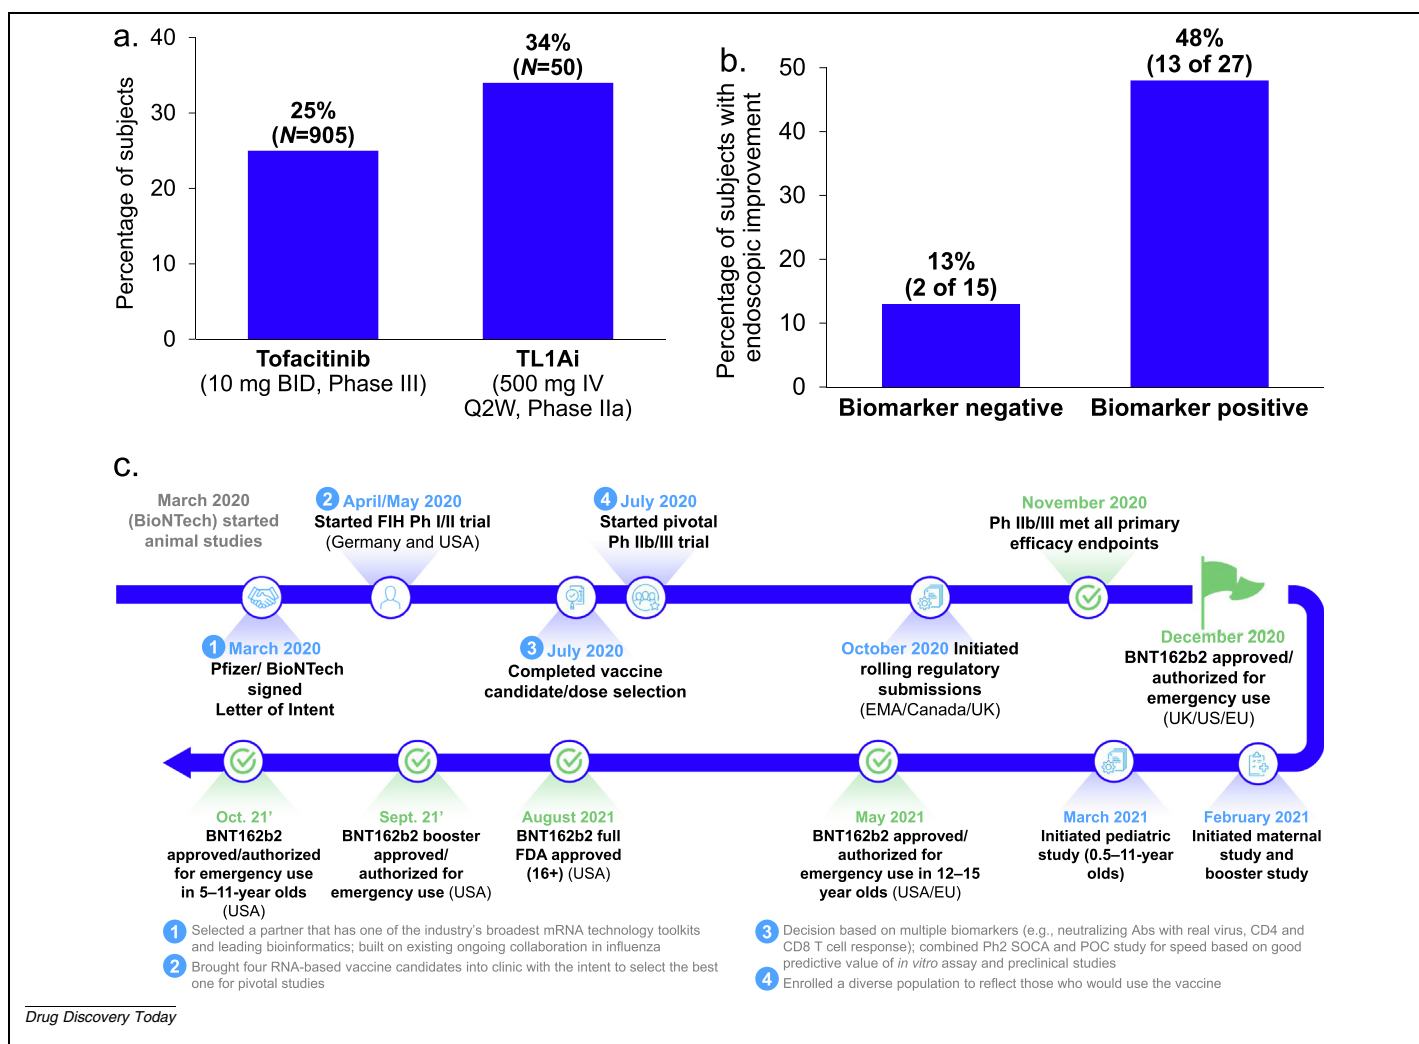 a.
Percentage of subjects
40
30
20
10
0
25%
(N=905)
34%
(N=50)
Tofacitinib
(10 mg BID, Phase III)
TL1Ai
(500 mg IV
Q2W, Phase IIa)
b.
Percentage of subjects with
endoscopic improvement
50
40
30
20
10
0
13%
(2 of 15)
48%
(13 of 27)
Biomarker negative
Biomarker positive
c.
March 2020
(BioNTech) started
animal studies
2 April/May 2020
Started FIH Ph I/II trial
(Germany and USA)
4 July 2020
Started pivotal
Ph IIb/III trial
November 2020
Ph IIb/III met all primary
efficacy endpoints
1 March 2020
Pfizer/ BioNTech
signed
Letter of Intent
3 July 2020
Completed vaccine
candidate/dose selection
October 2020 Initiated
rolling regulatory
submissions
(EMA/Canada/UK)
December 2020
BNT162b2 approved/
authorized for
emergency use
(UK/US/EU)
Oct. 21’
BNT162b2
approved/authorized
for emergency use
in 5–11-year olds
(USA)
Sept. 21’
BNT162b2 booster
approved/
authorized for
emergency use (USA)
August 2021
BNT162b2 full
FDA approved
(16+) (USA)
May 2021
BNT162b2 approved/
authorized for
emergency use in 12–15
year olds (USA/EU)
March 2021
Initiated pediatric
study (0.5–11-year
olds)
February 2021
Initiated maternal
study and
booster study
1 Selected a partner that has one of the industry’s broadest mRNA technology toolkits
and leading bioinformatics; built on existing ongoing collaboration in influenza
2 Brought four RNA-based vaccine candidates into clinic with the intent to select the best
one for pivotal studies
3 Decision based on multiple biomarkers (e.g., neutralizing Abs with real virus, CD4 and
CD8 T cell response); combined Ph2 SOCA and POC study for speed based on good
predictive value of in vitro assay and preclinical studies
4 Enrolled a diverse population to reflect those who would use the vaccine
Drug Discovery Today